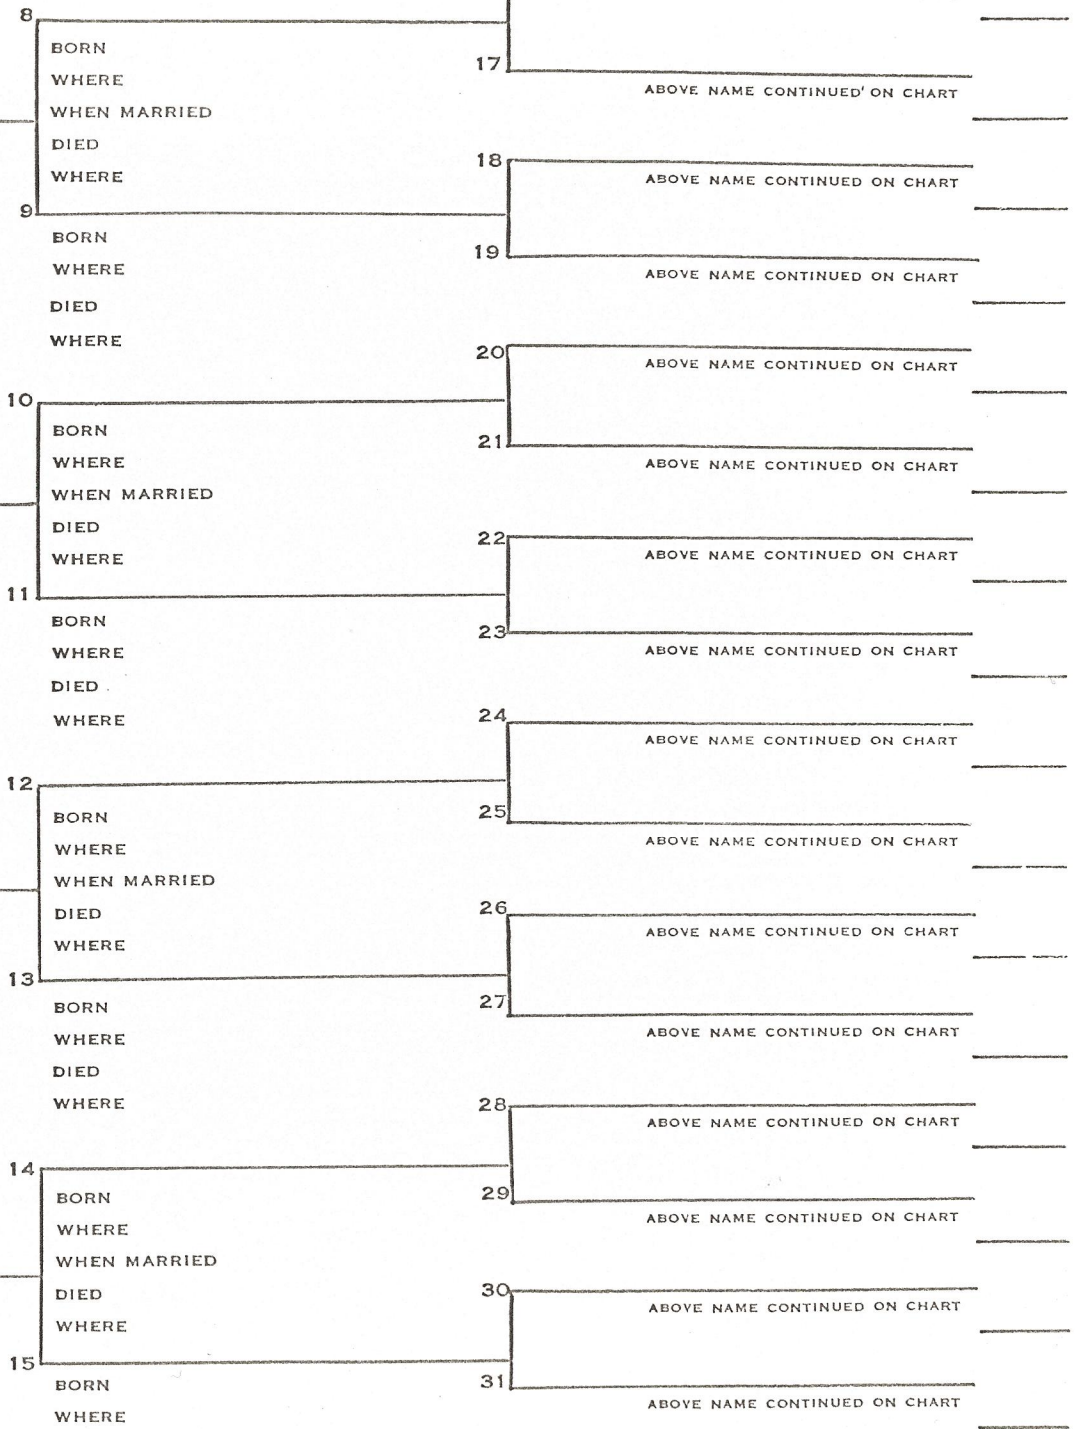 8
BORN
WHERE
WHEN MARRIED
DIED
WHERE
9
BORN
WHERE
DIED
WHERE
10
BORN
WHERE
WHEN MARRIED
DIED
WHERE
11
BORN
WHERE
DIED
WHERE
12
BORN
WHERE
WHEN MARRIED
DIED
WHERE
13
BORN
WHERE
DIED
WHERE
14
BORN
WHERE
WHEN MARRIED
DIED
WHERE
15
BORN
WHERE
17
ABOVE NAME CONTINUED ON CHART
18
ABOVE NAME CONTINUED ON CHART
19
ABOVE NAME CONTINUED ON CHART
20
ABOVE NAME CONTINUED ON CHART
21
ABOVE NAME CONTINUED ON CHART
22
ABOVE NAME CONTINUED ON CHART
23
ABOVE NAME CONTINUED ON CHART
24
ABOVE NAME CONTINUED ON CHART
25
ABOVE NAME CONTINUED ON CHART
26
ABOVE NAME CONTINUED ON CHART
27
ABOVE NAME CONTINUED ON CHART
28
ABOVE NAME CONTINUED ON CHART
29
ABOVE NAME CONTINUED ON CHART
30
ABOVE NAME CONTINUED ON CHART
31
ABOVE NAME CONTINUED ON CHART